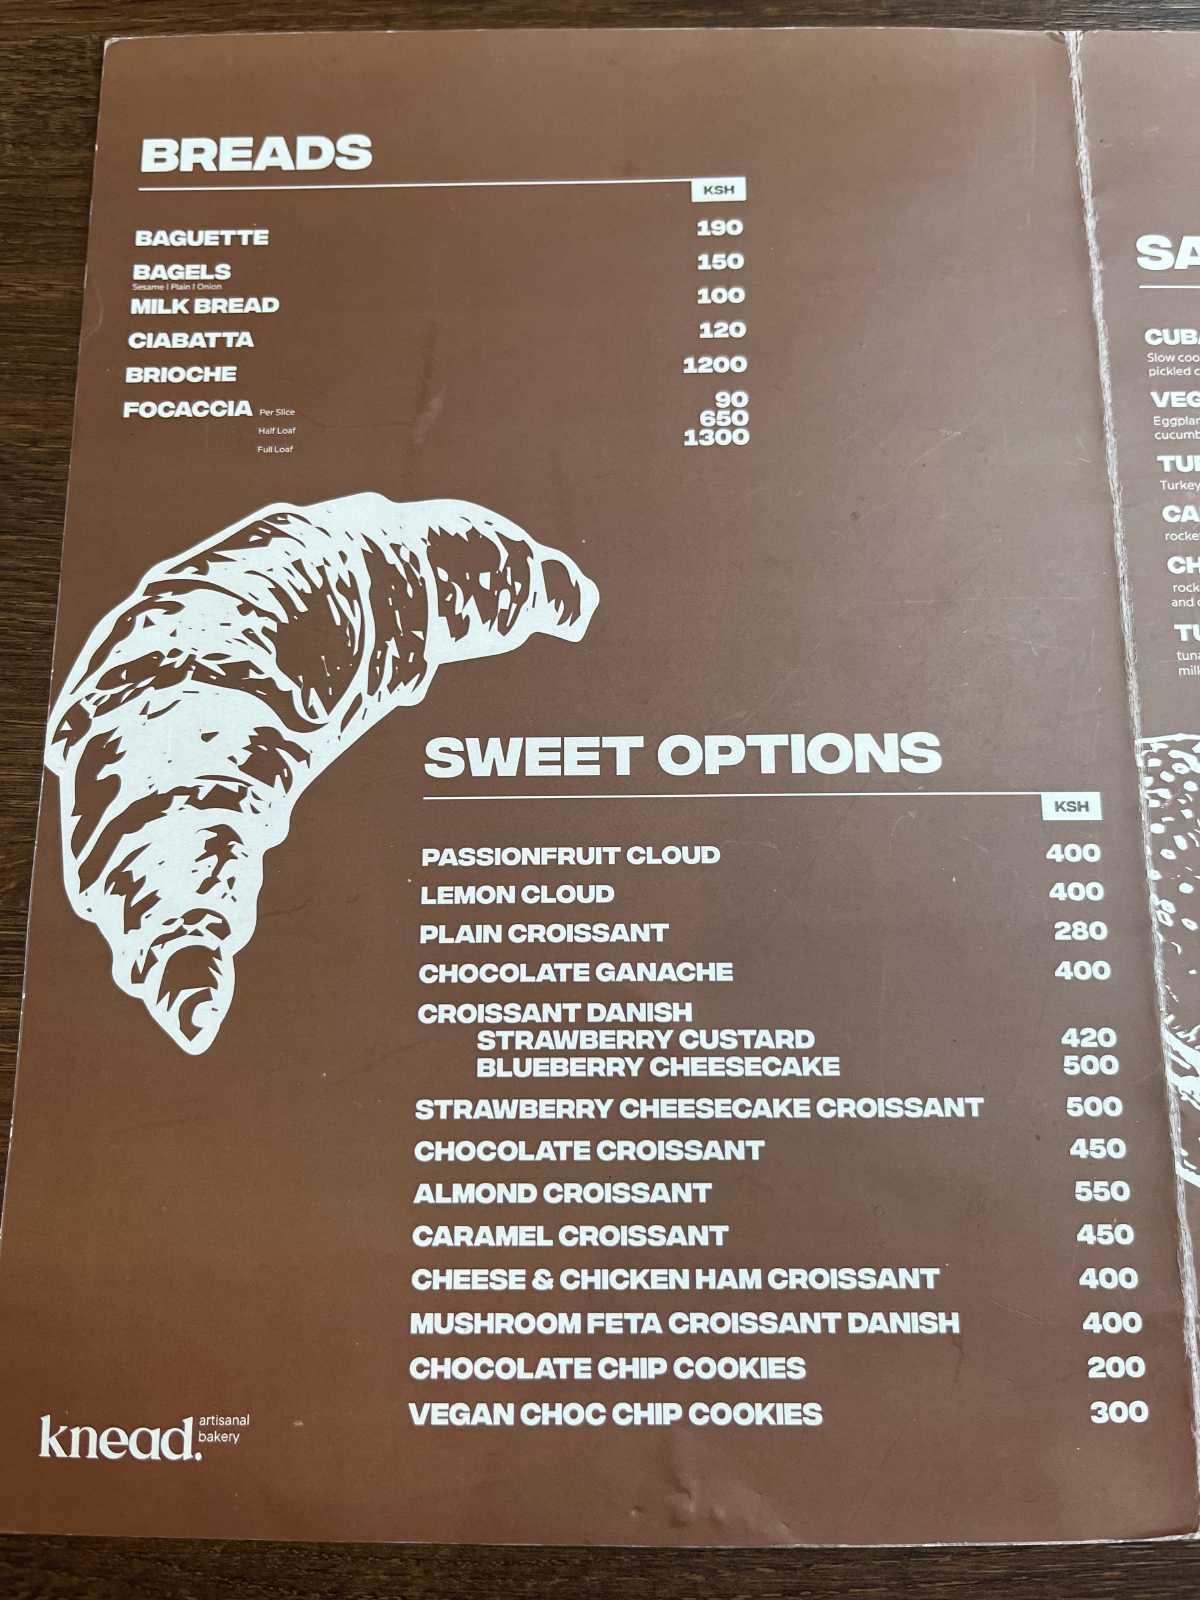 BREADS
KSH
BAGUETTE 190
BAGELS 150
Sesame | Plain | Onion
MILK BREAD 100
CIABATTA 120
BRIOCHE 1200
FOCACCIA Per Slice 90
Half Loaf 650
Full Loaf 1300
SWEET OPTIONS
KSH
PASSIONFRUIT CLOUD 400
LEMON CLOUD 400
PLAIN CROISSANT 280
CHOCOLATE GANACHE 400
CROISSANT DANISH
STRAWBERRY CUSTARD 420
BLUEBERRY CHEESECAKE 500
STRAWBERRY CHEESECAKE CROISSANT 500
CHOCOLATE CROISSANT 450
ALMOND CROISSANT 550
CARAMEL CROISSANT 450
CHEESE & CHICKEN HAM CROISSANT 400
MUSHROOM FETA CROISSANT DANISH 400
CHOCOLATE CHIP COOKIES 200
VEGAN CHOC CHIP COOKIES 300
knead. artisanal
bakery
Slow
pickled
Turkey